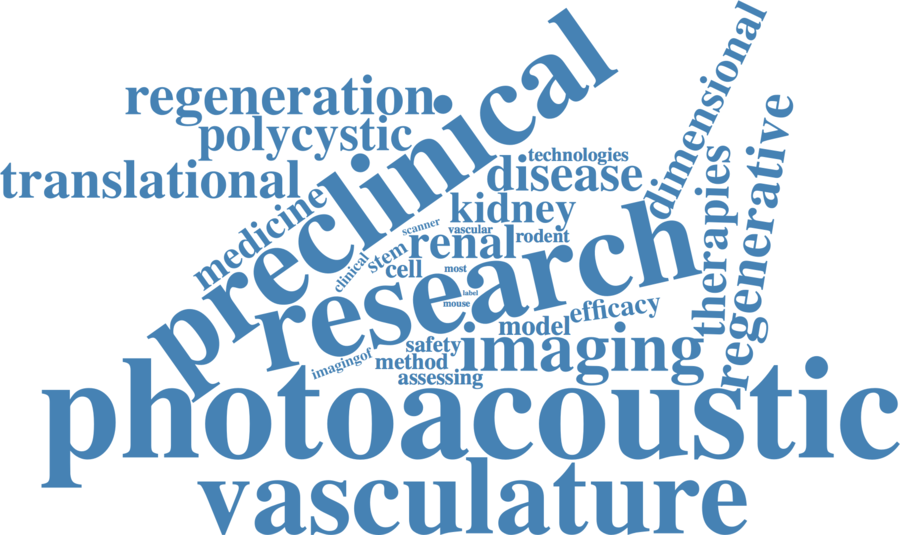 preclinical
dimensional
regeneration
polycystic
regenerative
technologies
therapies
translational
disease
medicine
kidney
scanner
vascular
rodent
renal
research
stem
clinical
cell
most
label
mouse
efficacy
model
safety
imaging
imagingof
method
assessing
photoacoustic
vasculature